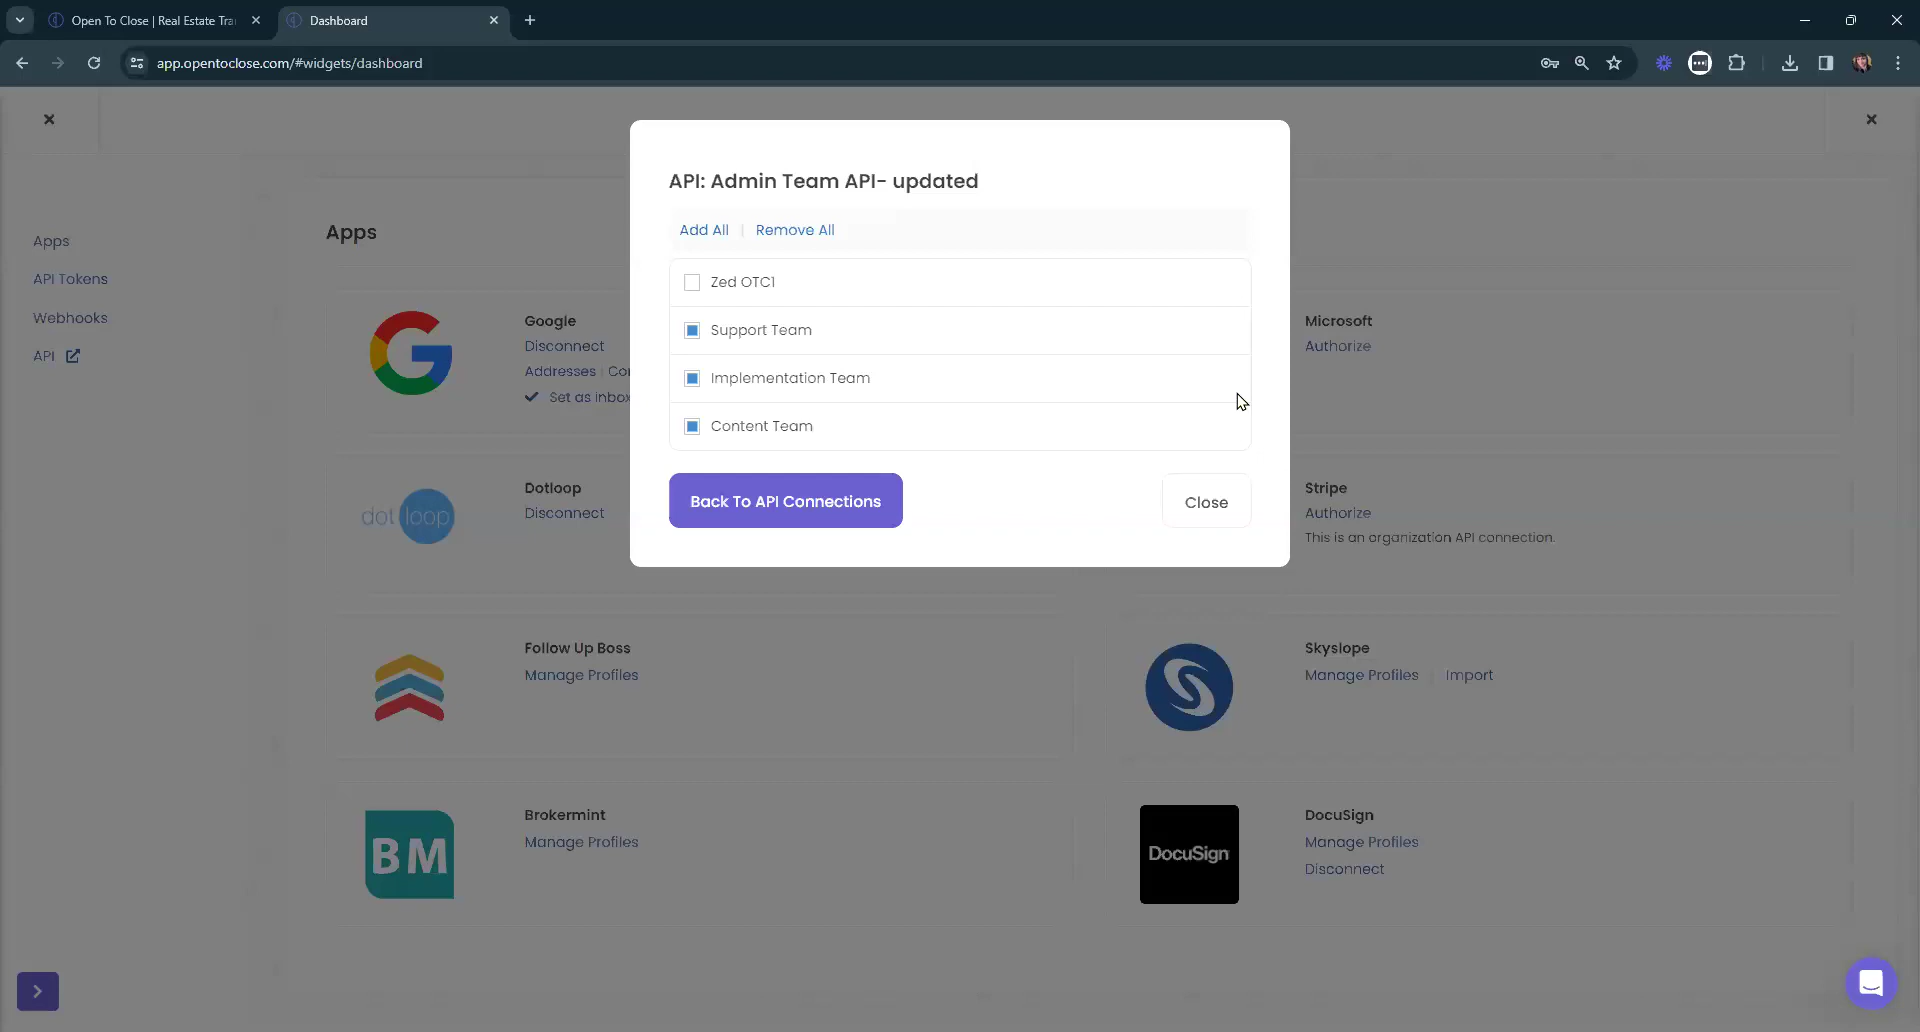 Open To Close | Real Estate Tra
Dashboard
app.opentoclose.com/#widgets/dashboard
API: Admin Team API- updated
Add All | Remove All
Zed OTC1
Support Team
Implementation Team
Content Team
Back To API Connections
Close
Apps
API Tokens
Webhooks
API
Apps
Google
Disconnect
Addresses
Set as Inbox
Microsoft
Authorize
dotloop
Dotloop
Disconnect
Stripe
Authorize
This is an organization API connection.
Follow Up Boss
Manage Profiles
Skyslope
Manage Profiles | Import
BM
Brokermint
Manage Profiles
DocuSign
DocuSign
Manage Profiles
Disconnect